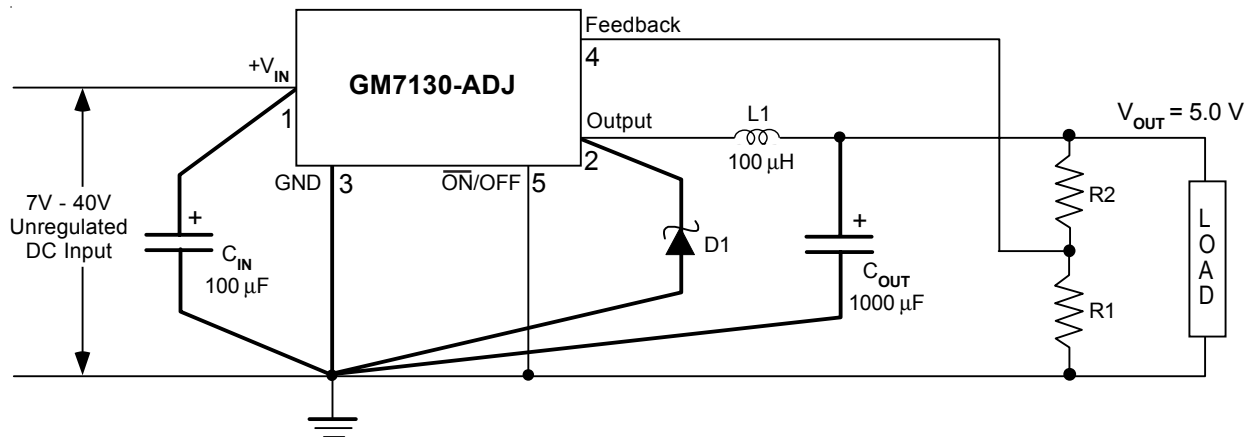 Feedback
4
+VIN
GM7130-ADJ
1
Output
2
L1
100 µH
VOUT = 5.0 V
GND
3
ON/OFF
5
7V - 40V
Unregulated
DC Input
+
CIN
100 µF
D1
+
COUT
1000 µF
R2
R1
LOAD